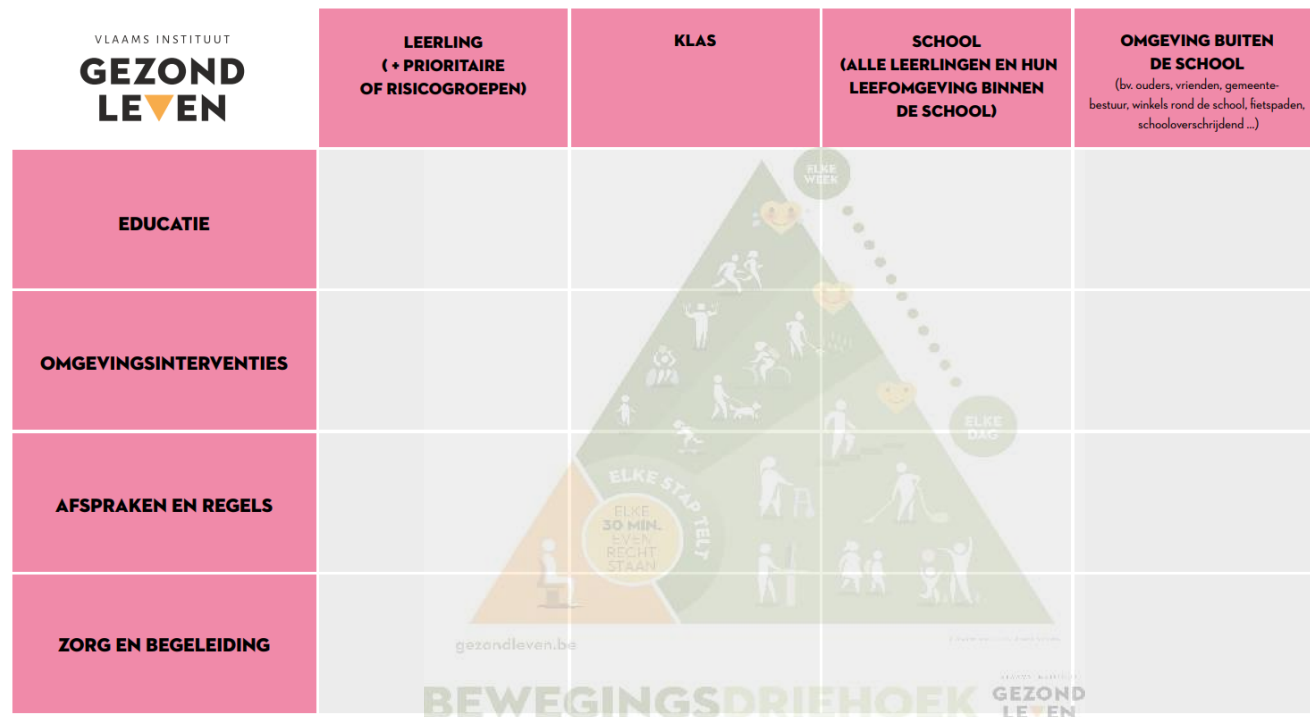 VLAAMS INSTITUUT
GEZOND
LEVEN
LEERLING
( + PRIORITAIRE
OF RISICOGROEPEN)
KLAS
SCHOOL
(ALLE LEERLINGEN EN HUN
LEEFOMGEVING BINNEN
DE SCHOOL)
OMGEVING BUITEN
DE SCHOOL
(bv. ouders, vrienden, gemeente-
bestuur, winkels rond de school, fietspaden,
schooloverschrijdend ...)
EDUCATIE
OMGEVINGSINTERVENTIES
AFSPRAKEN EN REGELS
ZORG EN BEGELEIDING
ELKE
WEEK
ELKE
DAG
ELKE STAP TELT
ELKE
30 MIN.
EVEN
RECHT
STAAN
gezondleven.be
BEWEGINGSDRIEHOEK
VLAAMS INSTITUUT
GEZOND
LEVEN